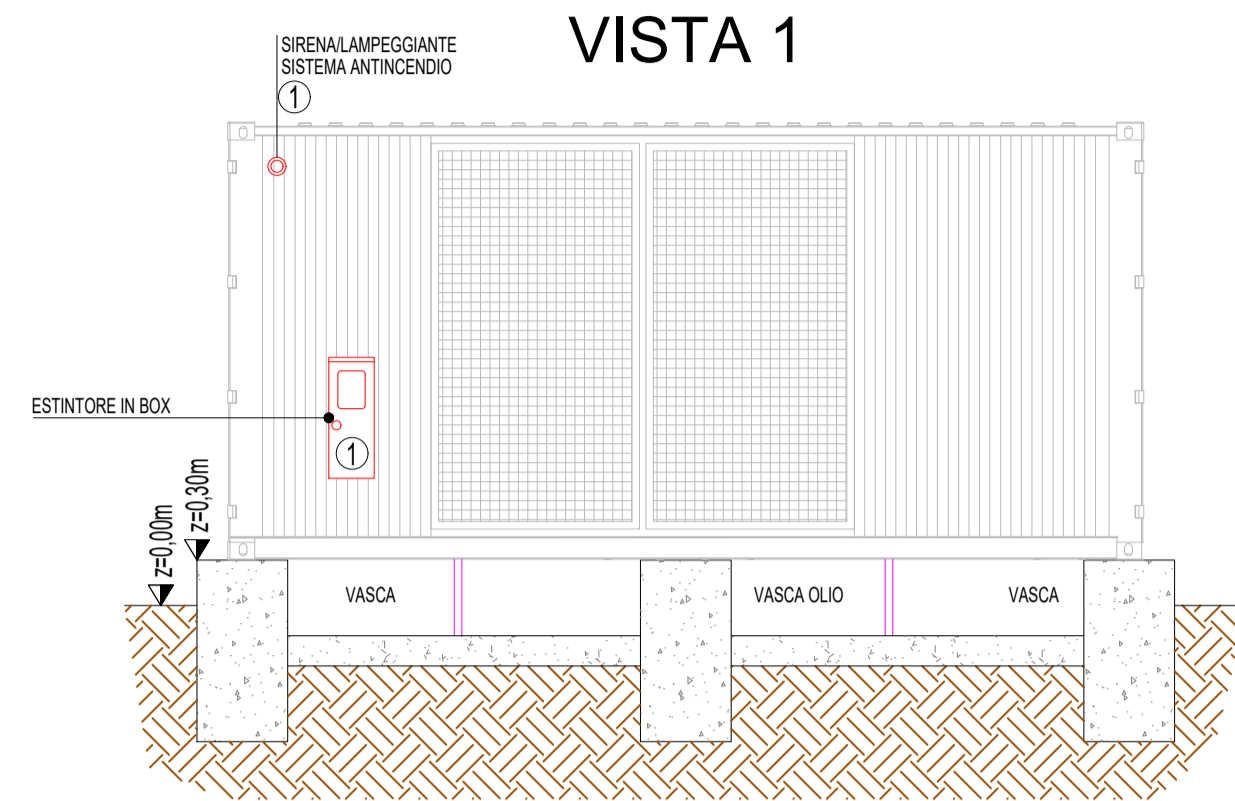 VISTA 1
SIRENA/LAMPEGGIANTE
SISTEMA ANTINCENDIO
1
ESTINTORE IN BOX
1
z=0,00m
z=0,30m
VASCA
VASCA OLIO
VASCA